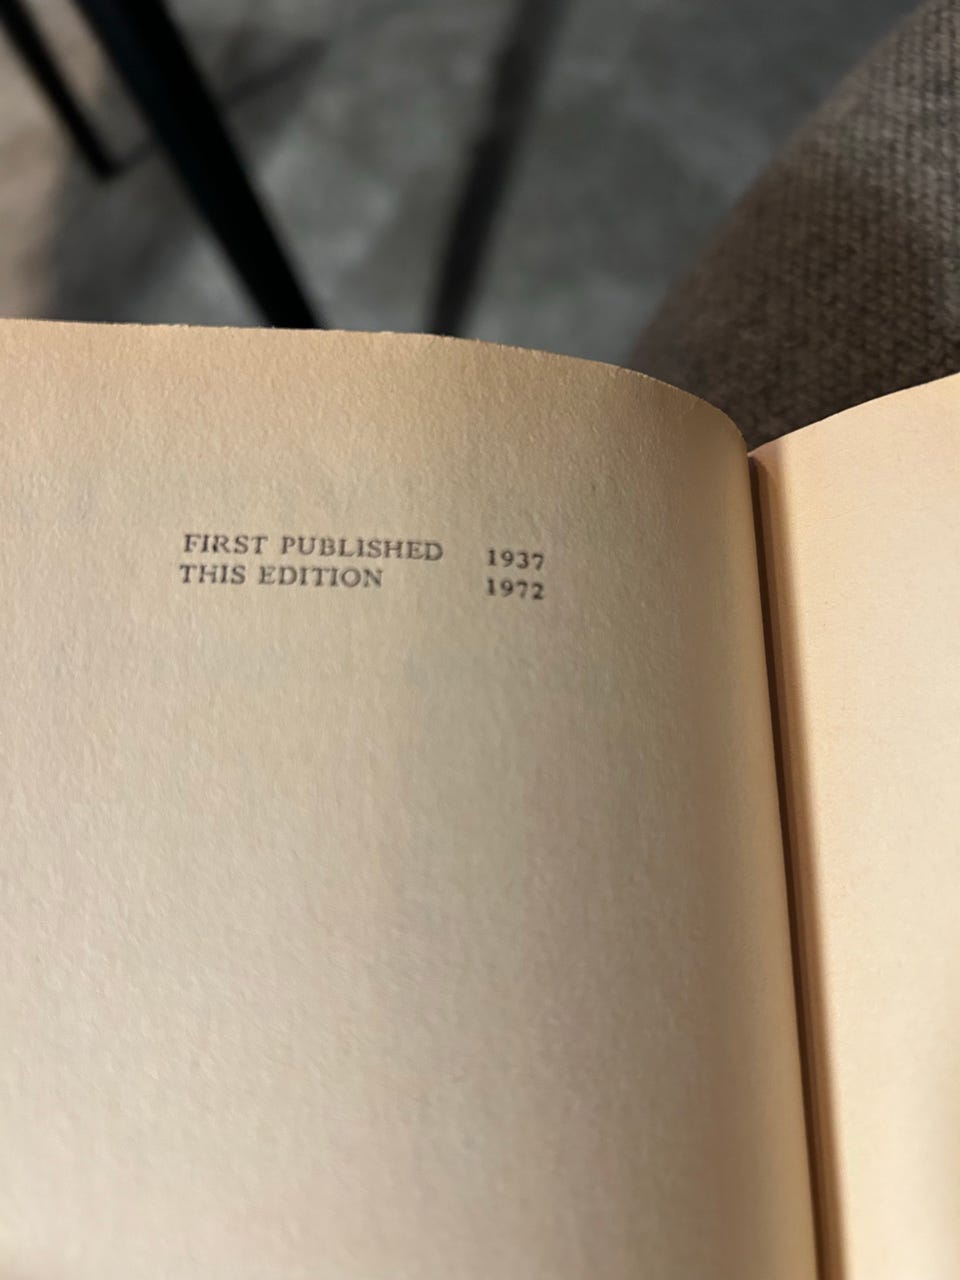 FIRST PUBLISHED 1937
THIS EDITION 1972